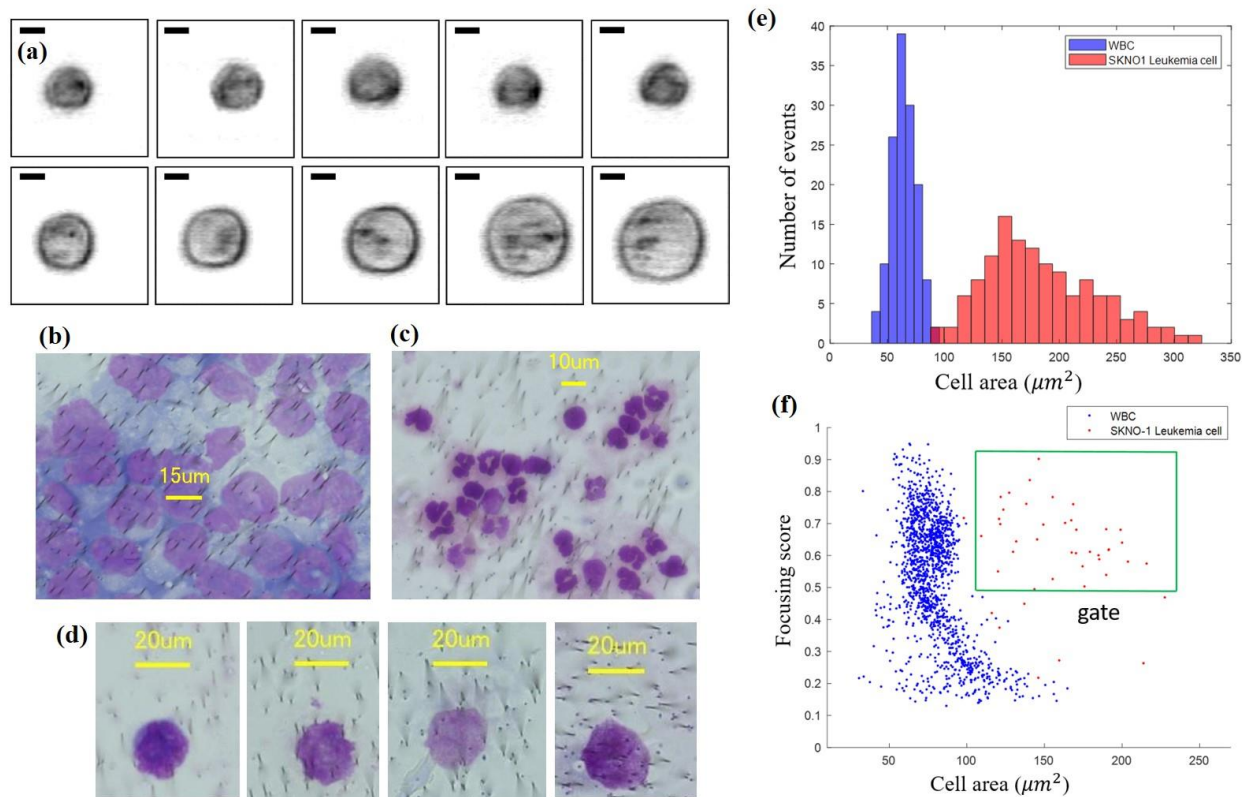 (a)
(b)
15um
(c)
10um
(d)
20um
20um
20um
20um
(e)
40
35
30
25
20
15
10
5
0
Number of events
WBC
SKNO1 Leukemia cell
0
50
100
150
200
250
300
350
Cell area (μm²)
(f)
WBC
SKNO-1 Leukemia cell
1
0.9
0.8
0.7
0.6
0.5
0.4
0.3
0.2
0.1
0
Focusing score
gate
50
100
150
200
250
Cell area (μm²)